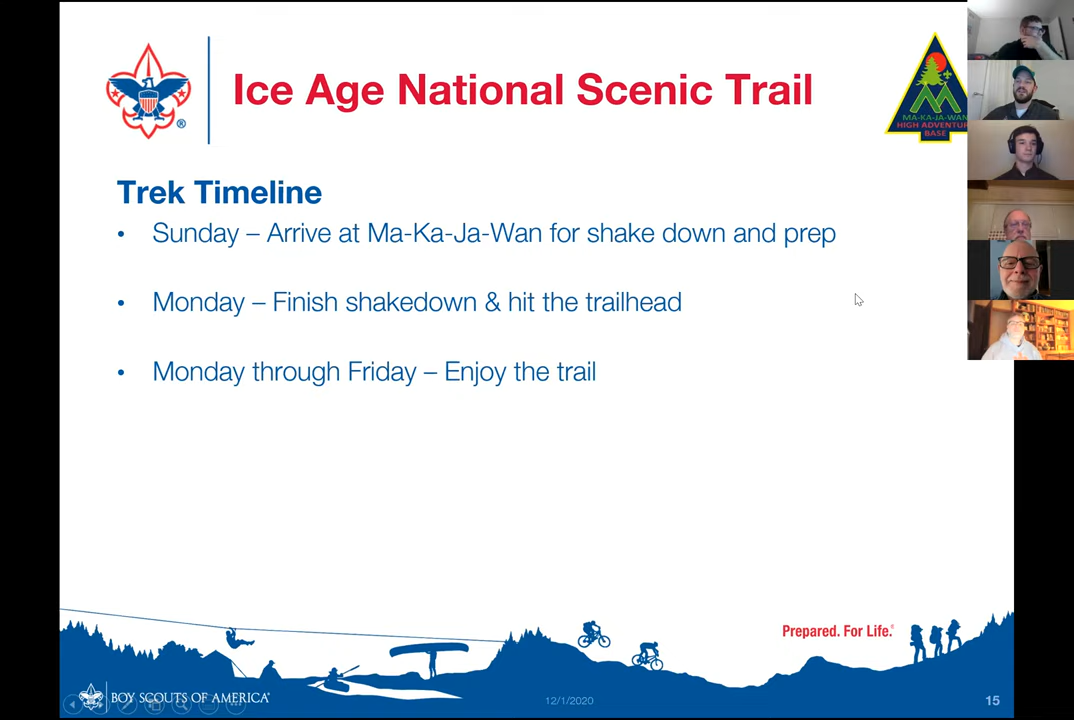 Ice Age National Scenic Trail
MA-KA-JA-WAN
HIGH ADVENTUR
BASE
Trek Timeline
• Sunday – Arrive at Ma-Ka-Ja-Wan for shake down and prep
• Monday – Finish shakedown & hit the trailhead
• Monday through Friday – Enjoy the trail
Prepared. For Life.®
BOY SCOUTS OF AMERICA®
12/1/2020
15